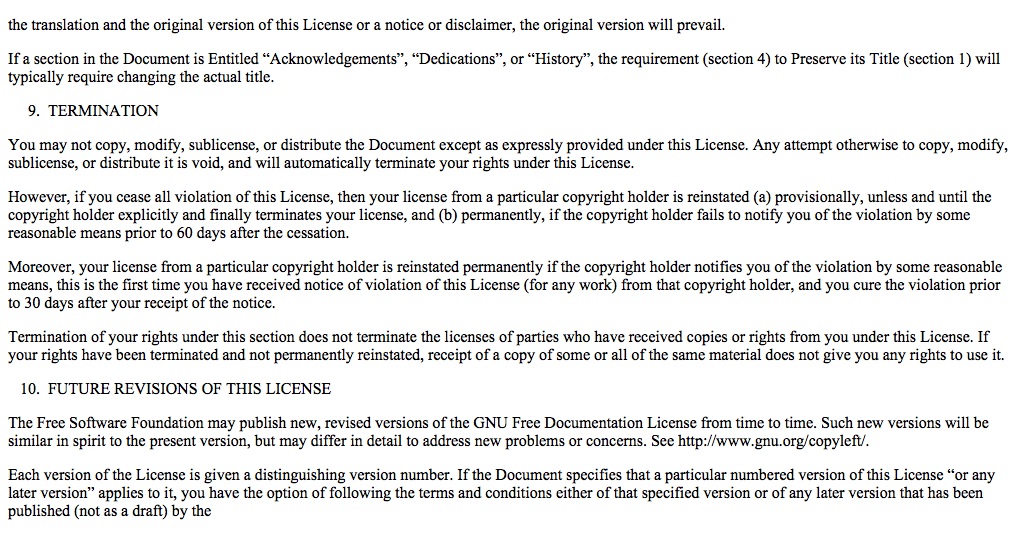 the translation and the original version of this License or a notice or disclaimer, the original version will prevail.
If a section in the Document is Entitled “Acknowledgements”, “Dedications”, or “History”, the requirement (section 4) to Preserve its Title (section 1) will
typically require changing the actual title.
9. TERMINATION
You may not copy, modify, sublicense, or distribute the Document except as expressly provided under this License. Any attempt otherwise to copy, modify,
sublicense, or distribute it is void, and will automatically terminate your rights under this License.
However, if you cease all violation of this License, then your license from a particular copyright holder is reinstated (a) provisionally, unless and until the
copyright holder explicitly and finally terminates your license, and (b) permanently, if the copyright holder fails to notify you of the violation by some
reasonable means prior to 60 days after the cessation.
Moreover, your license from a particular copyright holder is reinstated permanently if the copyright holder notifies you of the violation by some reasonable
means, this is the first time you have received notice of violation of this License (for any work) from that copyright holder, and you cure the violation prior
to 30 days after your receipt of the notice.
Termination of your rights under this section does not terminate the licenses of parties who have received copies or rights from you under this License. If
your rights have been terminated and not permanently reinstated, receipt of a copy of some or all of the same material does not give you any rights to use it.
10. FUTURE REVISIONS OF THIS LICENSE
The Free Software Foundation may publish new, revised versions of the GNU Free Documentation License from time to time. Such new versions will be
similar in spirit to the present version, but may differ in detail to address new problems or concerns. See http://www.gnu.org/copyleft/.
Each version of the License is given a distinguishing version number. If the Document specifies that a particular numbered version of this License “or any
later version” applies to it, you have the option of following the terms and conditions either of that specified version or of any later version that has been
published (not as a draft) by the